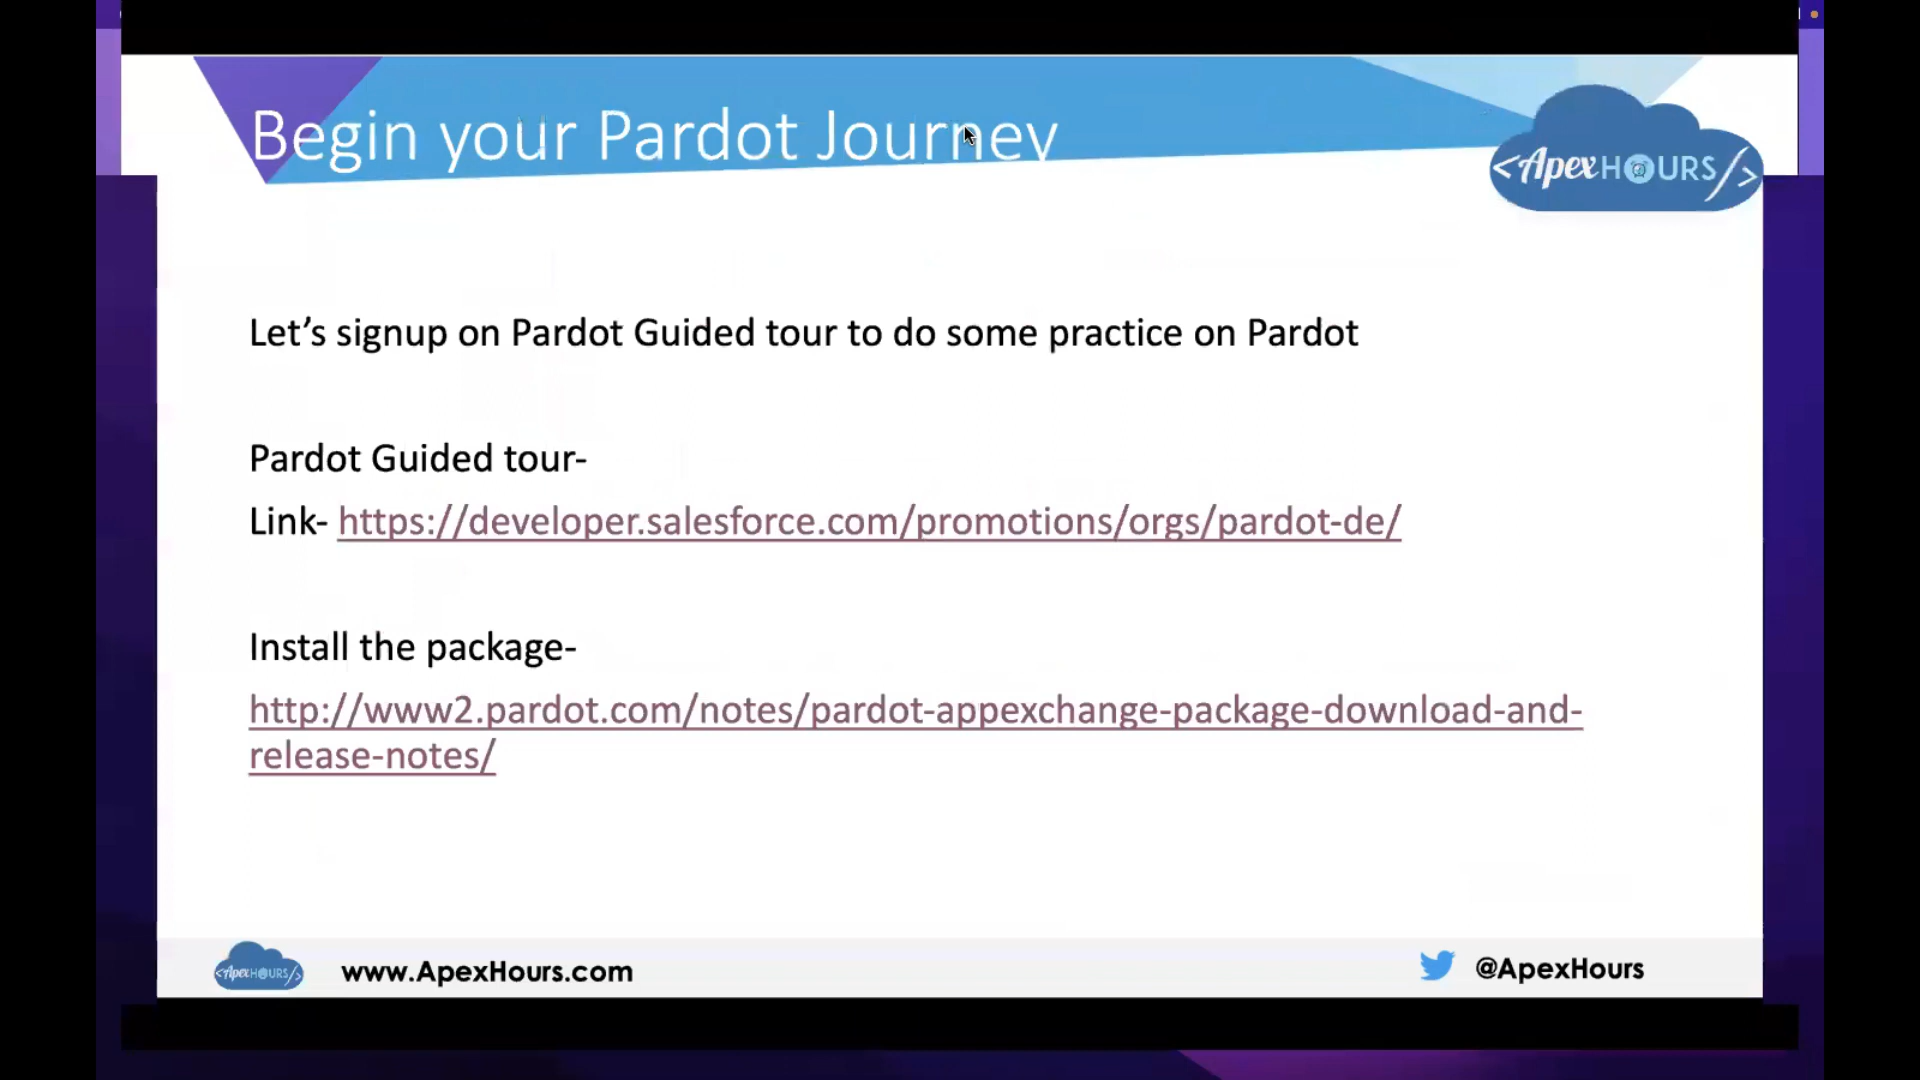 Begin your Pardot Journey
<ApexHOURS/>
Let’s signup on Pardot Guided tour to do some practice on Pardot
Pardot Guided tour-
Link- https://developer.salesforce.com/promotions/orgs/pardot-de/
Install the package-
http://www2.pardot.com/notes/pardot-appexchange-package-download-and-
release-notes/
<ApexHOURS/>
www.ApexHours.com
@ApexHours